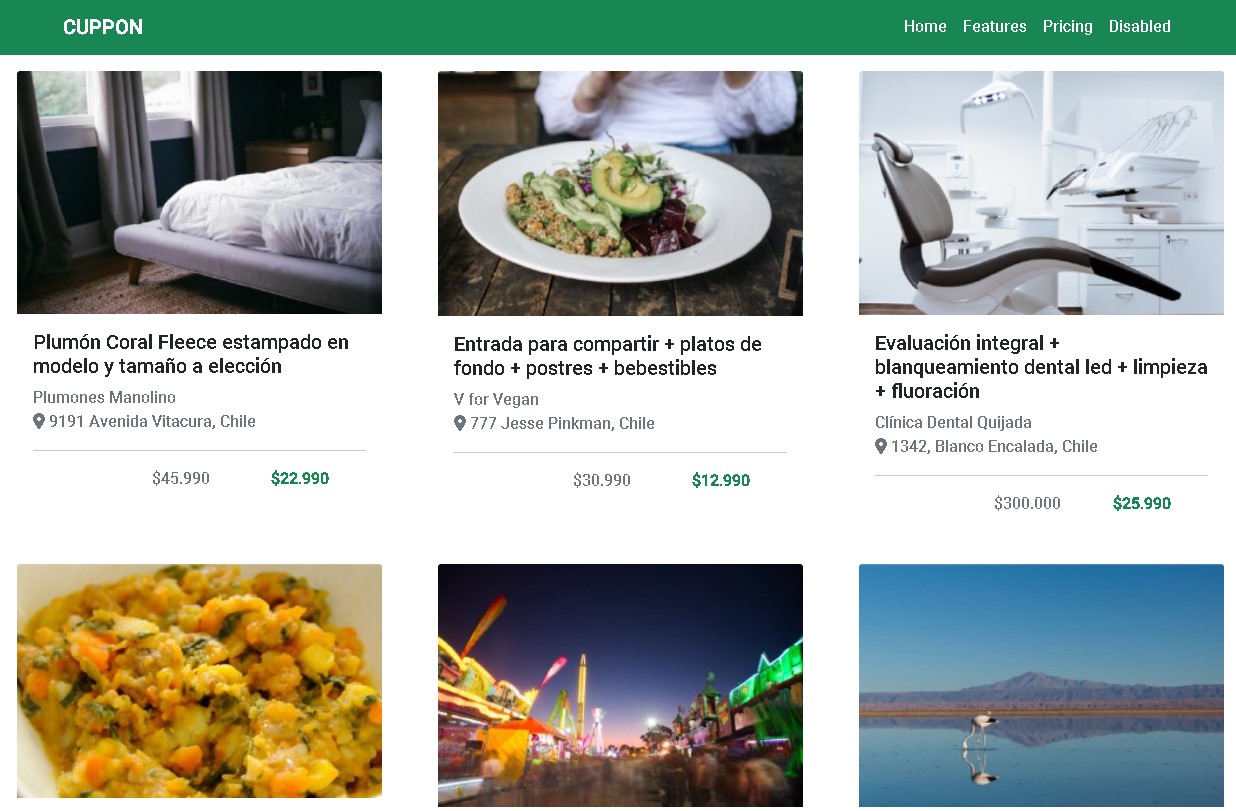 CUPPON
Home Features Pricing Disabled
Plumón Coral Fleece estampado en
modelo y tamaño a elección
Plumones Manolino
9191 Avenida Vitacura, Chile
$45.990 $22.990
Entrada para compartir + platos de
fondo + postres + bebestibles
V for Vegan
777 Jesse Pinkman, Chile
$30.990 $12.990
Evaluación integral +
blanqueamiento dental led + limpieza
+ fluoración
Clínica Dental Quijada
1342, Blanco Encalada, Chile
$300.000 $25.990